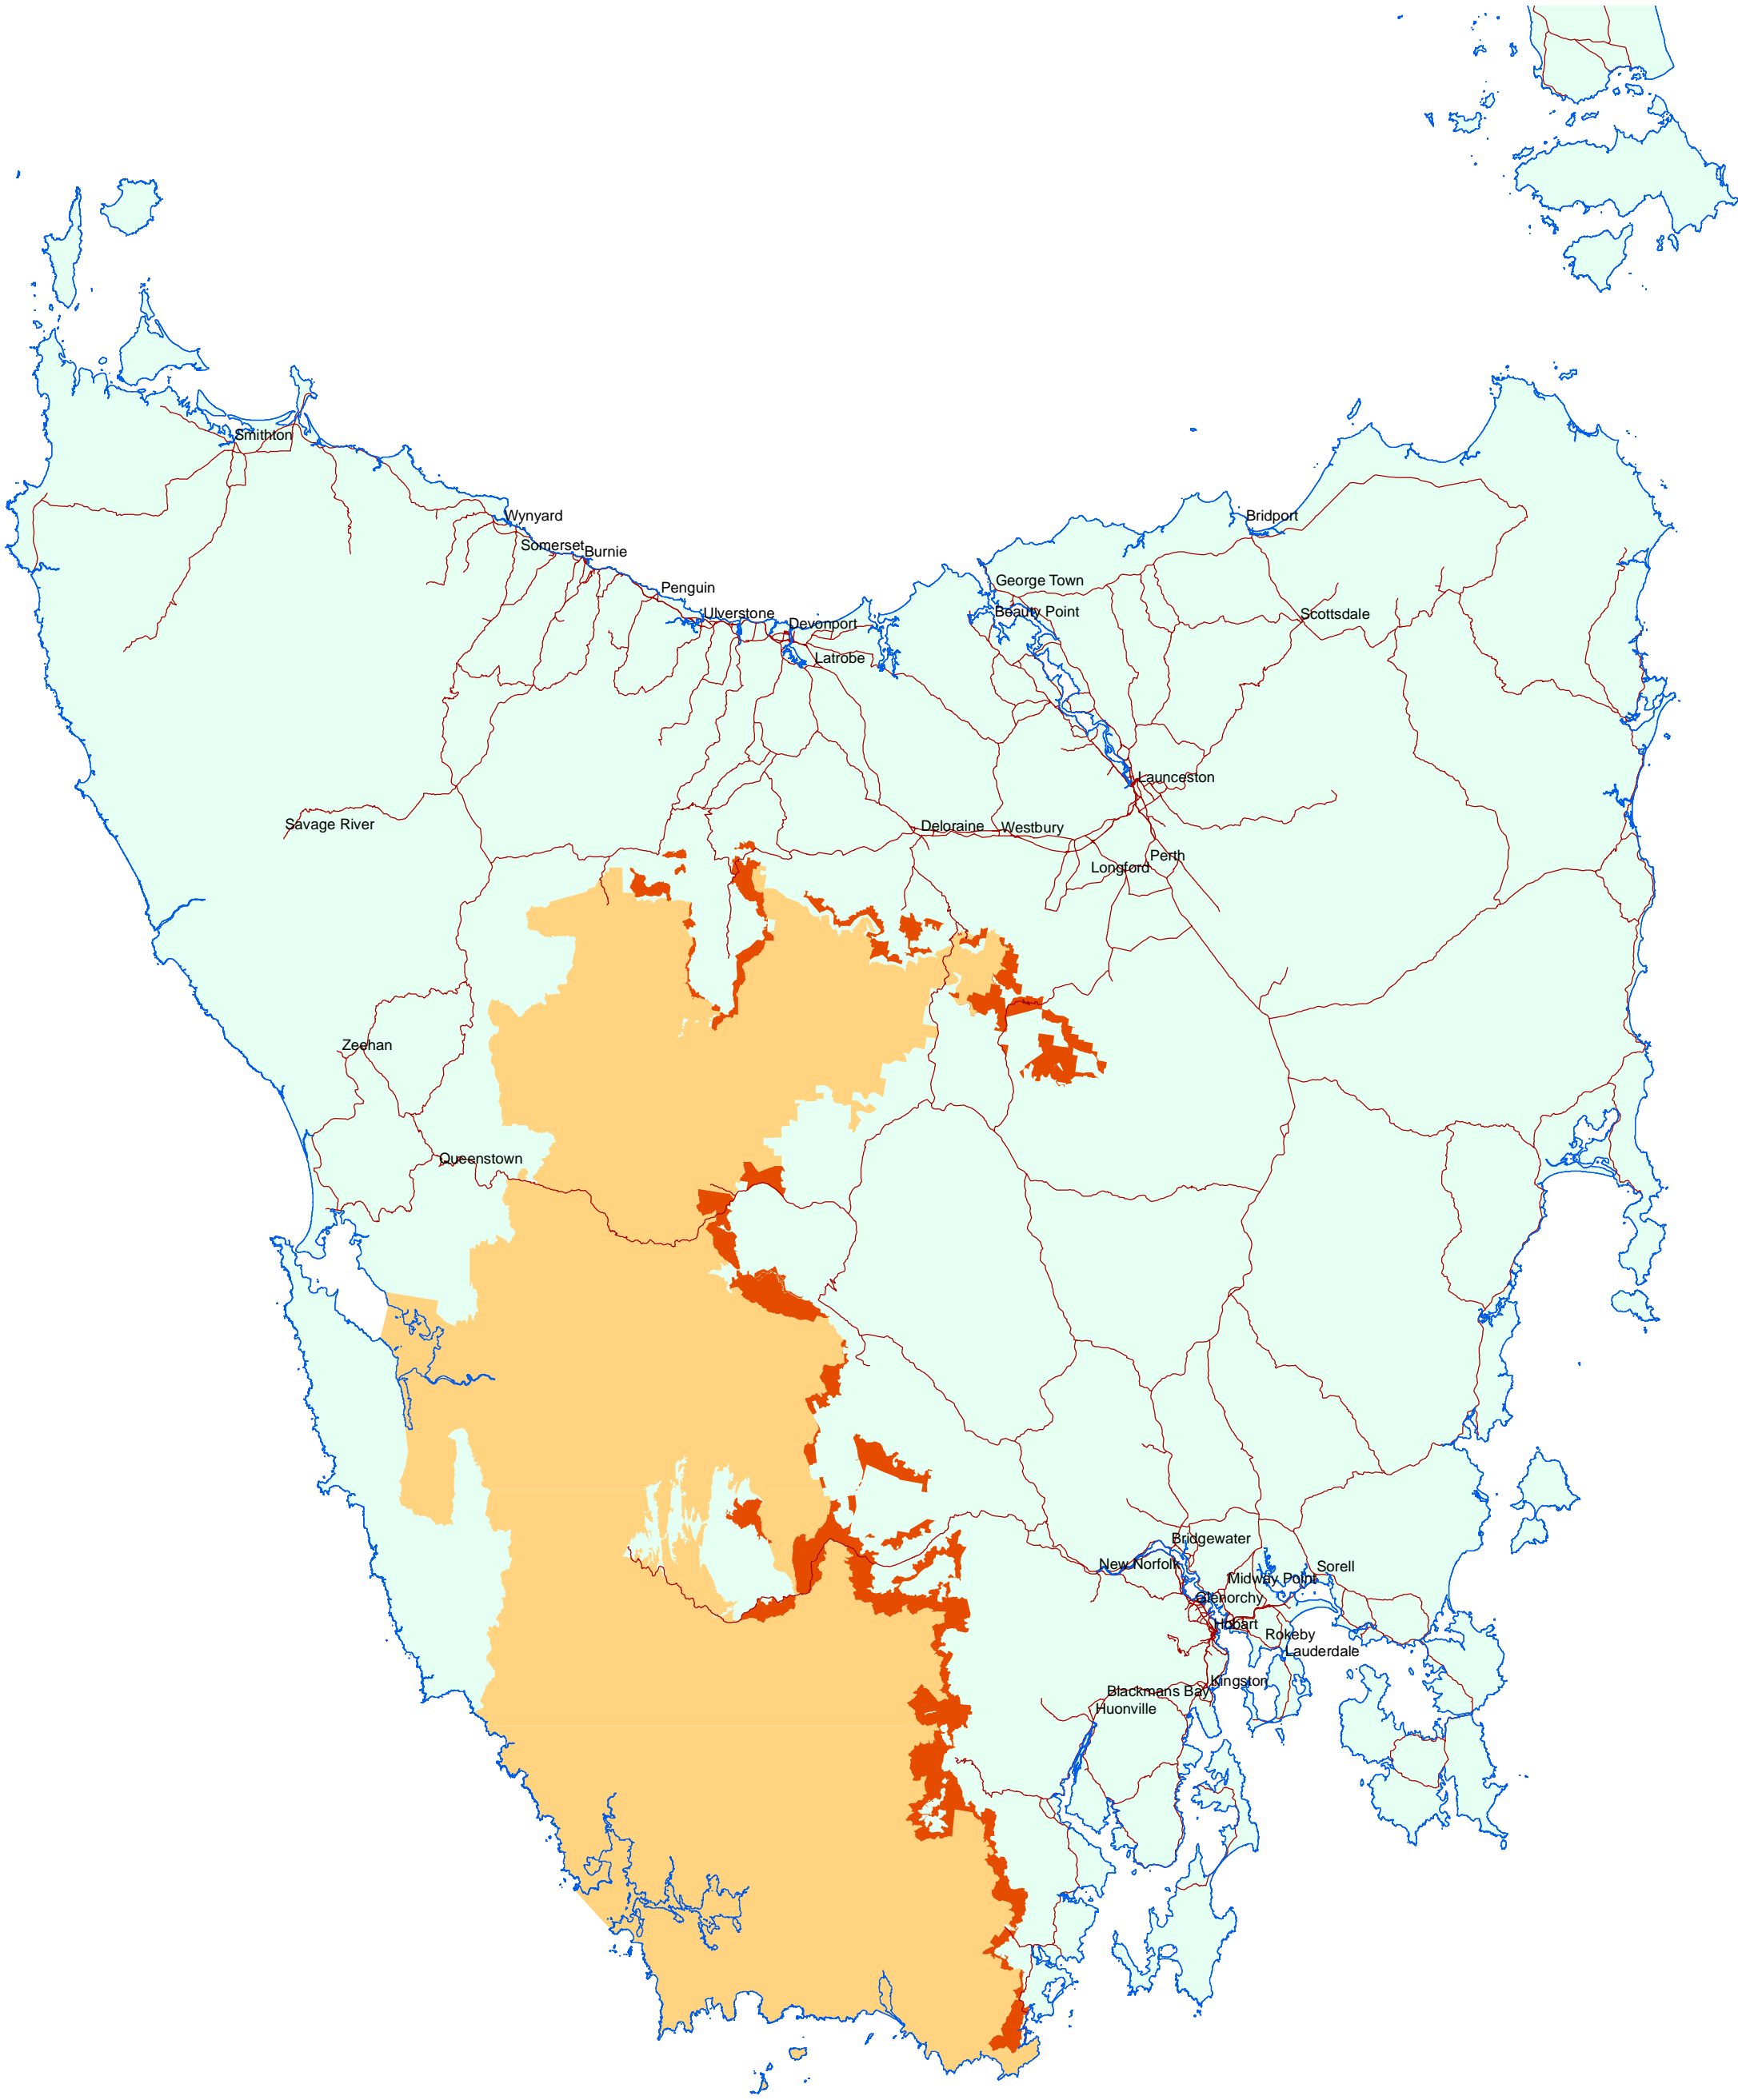 Smithton
Wynyard
Bridport
Somerset
Burnie
George Town
Penguin
Beauty Point
Ulverstone
Scottsdale
Devonport
Latrobe
Launceston
Savage River
Deloraine
Westbury
Perth
Longford
Zeehan
Queenstown
Bridgewater
New Norfolk
Sorell
Midway Point
Glenorchy
Hobart
Rokeby
Lauderdale
Kingston
Blackmans Bay
Huonville